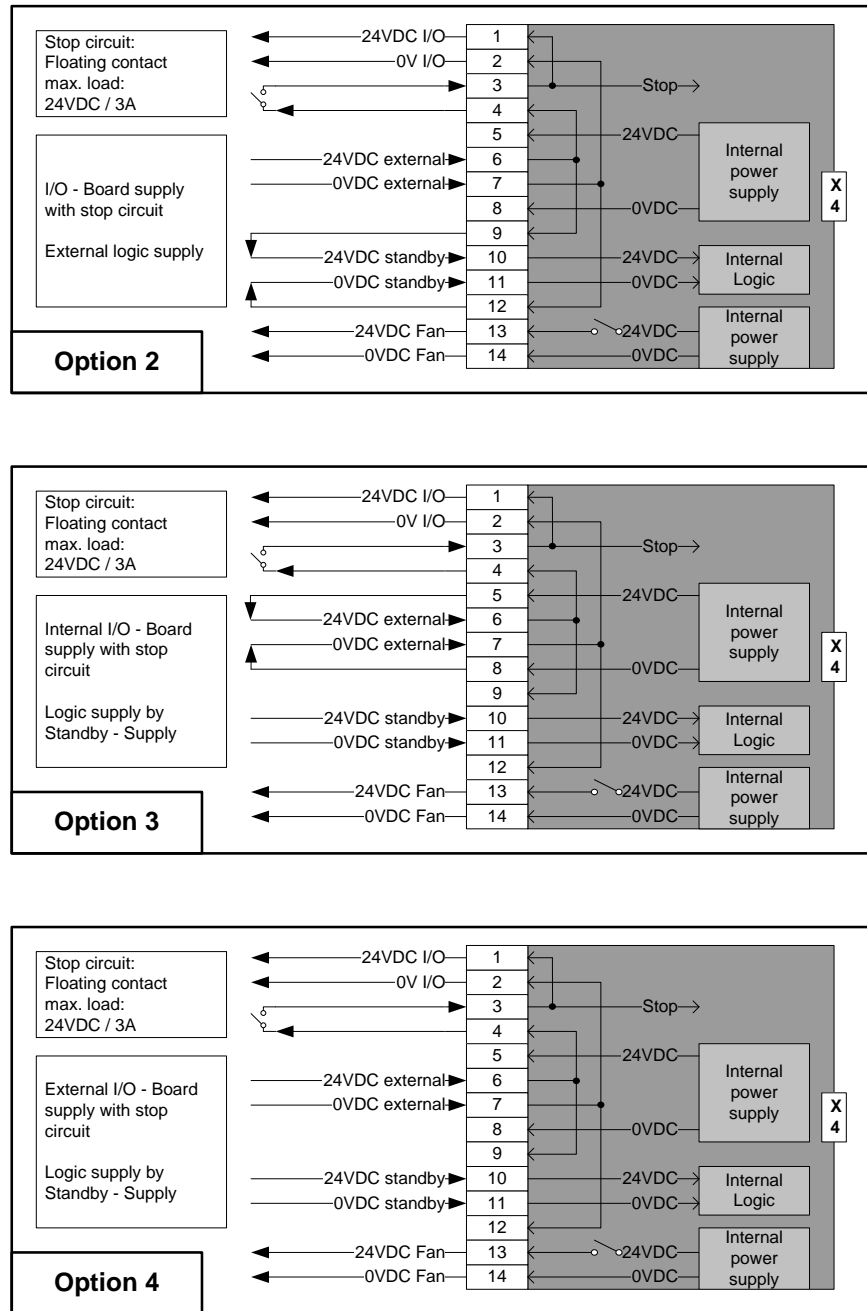 Stop circuit:
Floating contact
max. load:
24VDC / 3A
I/O - Board supply
with stop circuit
External logic supply
Option 2
24VDC I/O
0V I/O
24VDC external
0VDC external
24VDC standby
0VDC standby
24VDC Fan
0VDC Fan
1
2
3
4
5
6
7
8
9
10
11
12
13
14
Stop
24VDC
0VDC
24VDC
0VDC
24VDC
0VDC
Internal
power
supply
Internal
Logic
Internal
power
supply
X
4
Stop circuit:
Floating contact
max. load:
24VDC / 3A
Internal I/O - Board
supply with stop
circuit
Logic supply by
Standby - Supply
Option 3
24VDC I/O
0V I/O
24VDC external
0VDC external
24VDC standby
0VDC standby
24VDC Fan
0VDC Fan
1
2
3
4
5
6
7
8
9
10
11
12
13
14
Stop
24VDC
0VDC
24VDC
0VDC
24VDC
0VDC
Internal
power
supply
Internal
Logic
Internal
power
supply
X
4
Stop circuit:
Floating contact
max. load:
24VDC / 3A
External I/O - Board
supply with stop
circuit
Logic supply by
Standby - Supply
Option 4
24VDC I/O
0V I/O
24VDC external
0VDC external
24VDC standby
0VDC standby
24VDC Fan
0VDC Fan
1
2
3
4
5
6
7
8
9
10
11
12
13
14
Stop
24VDC
0VDC
24VDC
0VDC
24VDC
0VDC
Internal
power
supply
Internal
Logic
Internal
power
supply
X
4